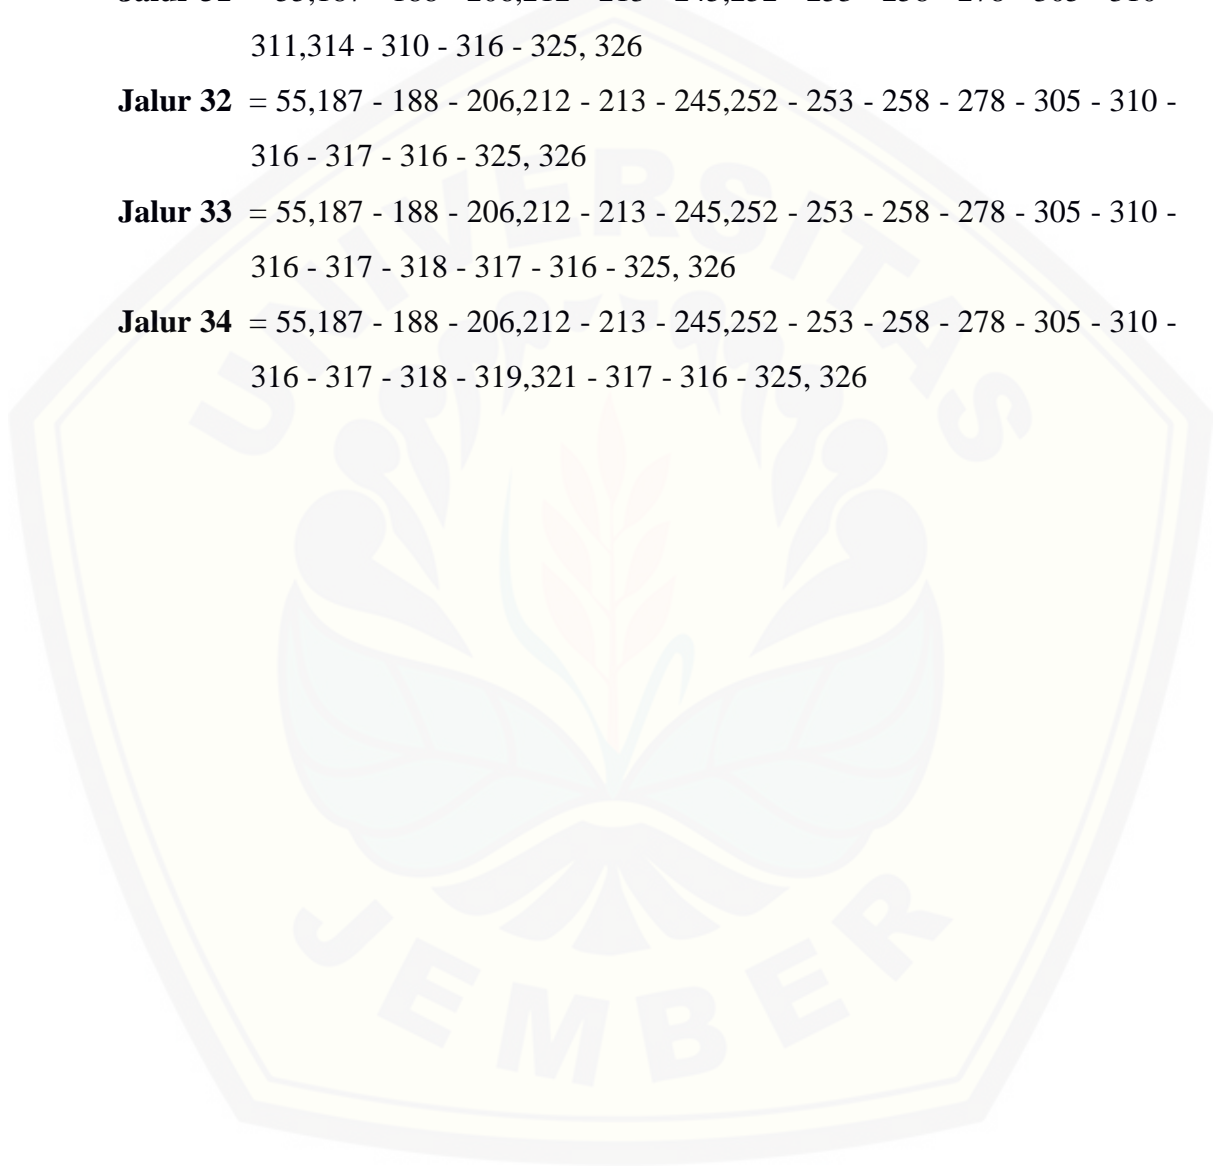 311,314 - 310 - 316 - 325, 326
Jalur 32 = 55,187 - 188 - 206,212 - 213 - 245,252 - 253 - 258 - 278 - 305 - 310 -
316 - 317 - 316 - 325, 326
Jalur 33 = 55,187 - 188 - 206,212 - 213 - 245,252 - 253 - 258 - 278 - 305 - 310 -
316 - 317 - 318 - 317 - 316 - 325, 326
Jalur 34 = 55,187 - 188 - 206,212 - 213 - 245,252 - 253 - 258 - 278 - 305 - 310 -
316 - 317 - 318 - 319,321 - 317 - 316 - 325, 326
UNIVERSITAS
JEMBER